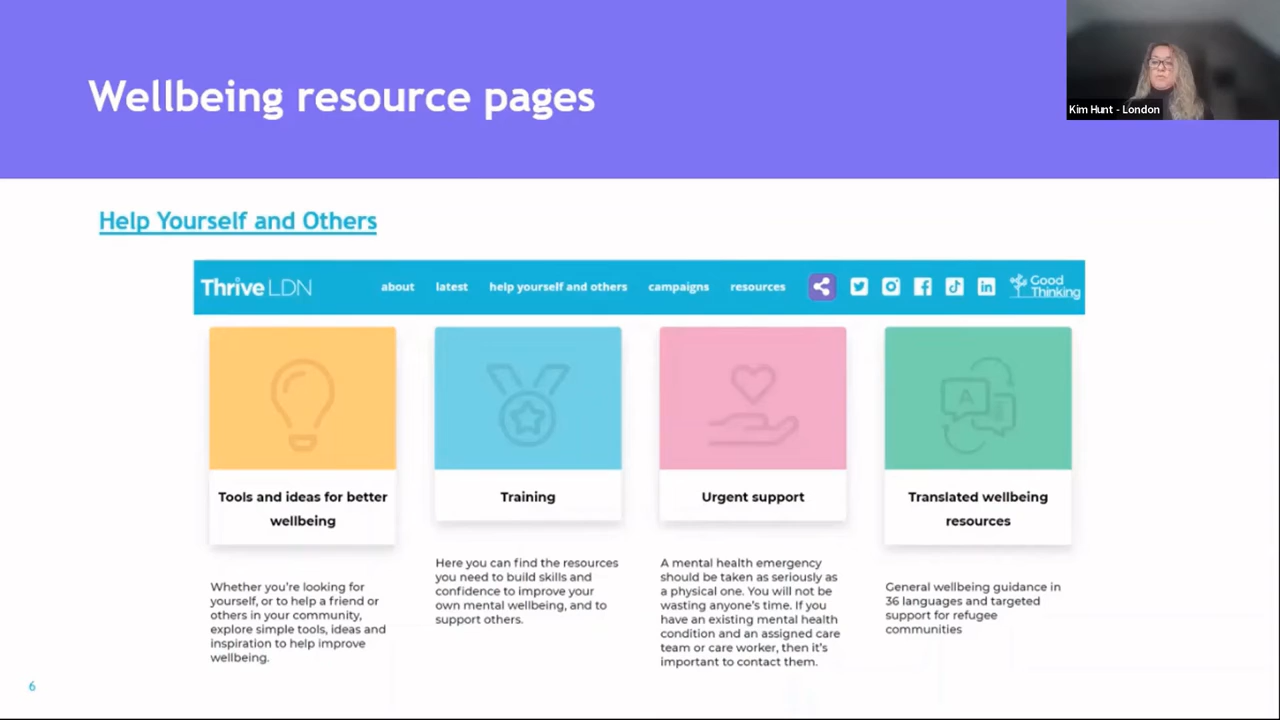 Wellbeing resource pages
Kim Hunt - London
Help Yourself and Others
Thrive LDN
about
latest
help yourself and others
campaigns
resources
Good
Thinking
A
Tools and ideas for better
wellbeing
Whether you're looking for
yourself, or to help a friend or
others in your community,
explore simple tools, ideas and
inspiration to help improve
wellbeing.
Training
Here you can find the resources
you need to build skills and
confidence to improve your
own mental wellbeing, and to
support others.
Urgent support
A mental health emergency
should be taken as seriously as
a physical one. You will not be
wasting anyone's time. If you
have an existing mental health
condition and an assigned care
team or care worker, then it's
important to contact them.
Translated wellbeing
resources
General wellbeing guidance in
36 languages and targeted
support for refugee
communities
6